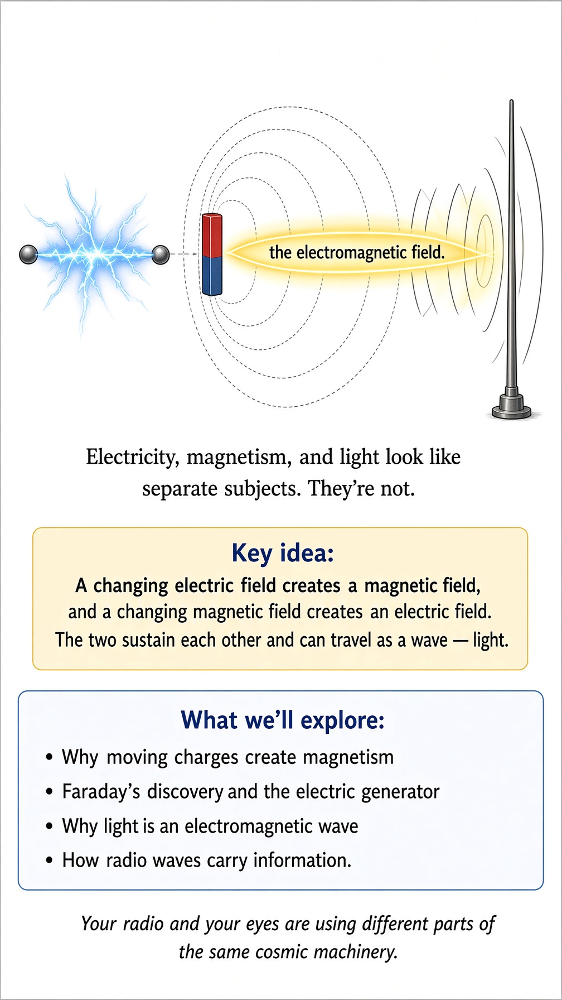 the electromagnetic field.
Electricity, magnetism, and light look like
separate subjects. They’re not.
Key idea:
A changing electric field creates a magnetic field,
and a changing magnetic field creates an electric field.
The two sustain each other and can travel as a wave — light.
What we’ll explore:
• Why moving charges create magnetism
• Faraday’s discovery and the electric generator
• Why light is an electromagnetic wave
• How radio waves carry information.
Your radio and your eyes are using different parts of
the same cosmic machinery.